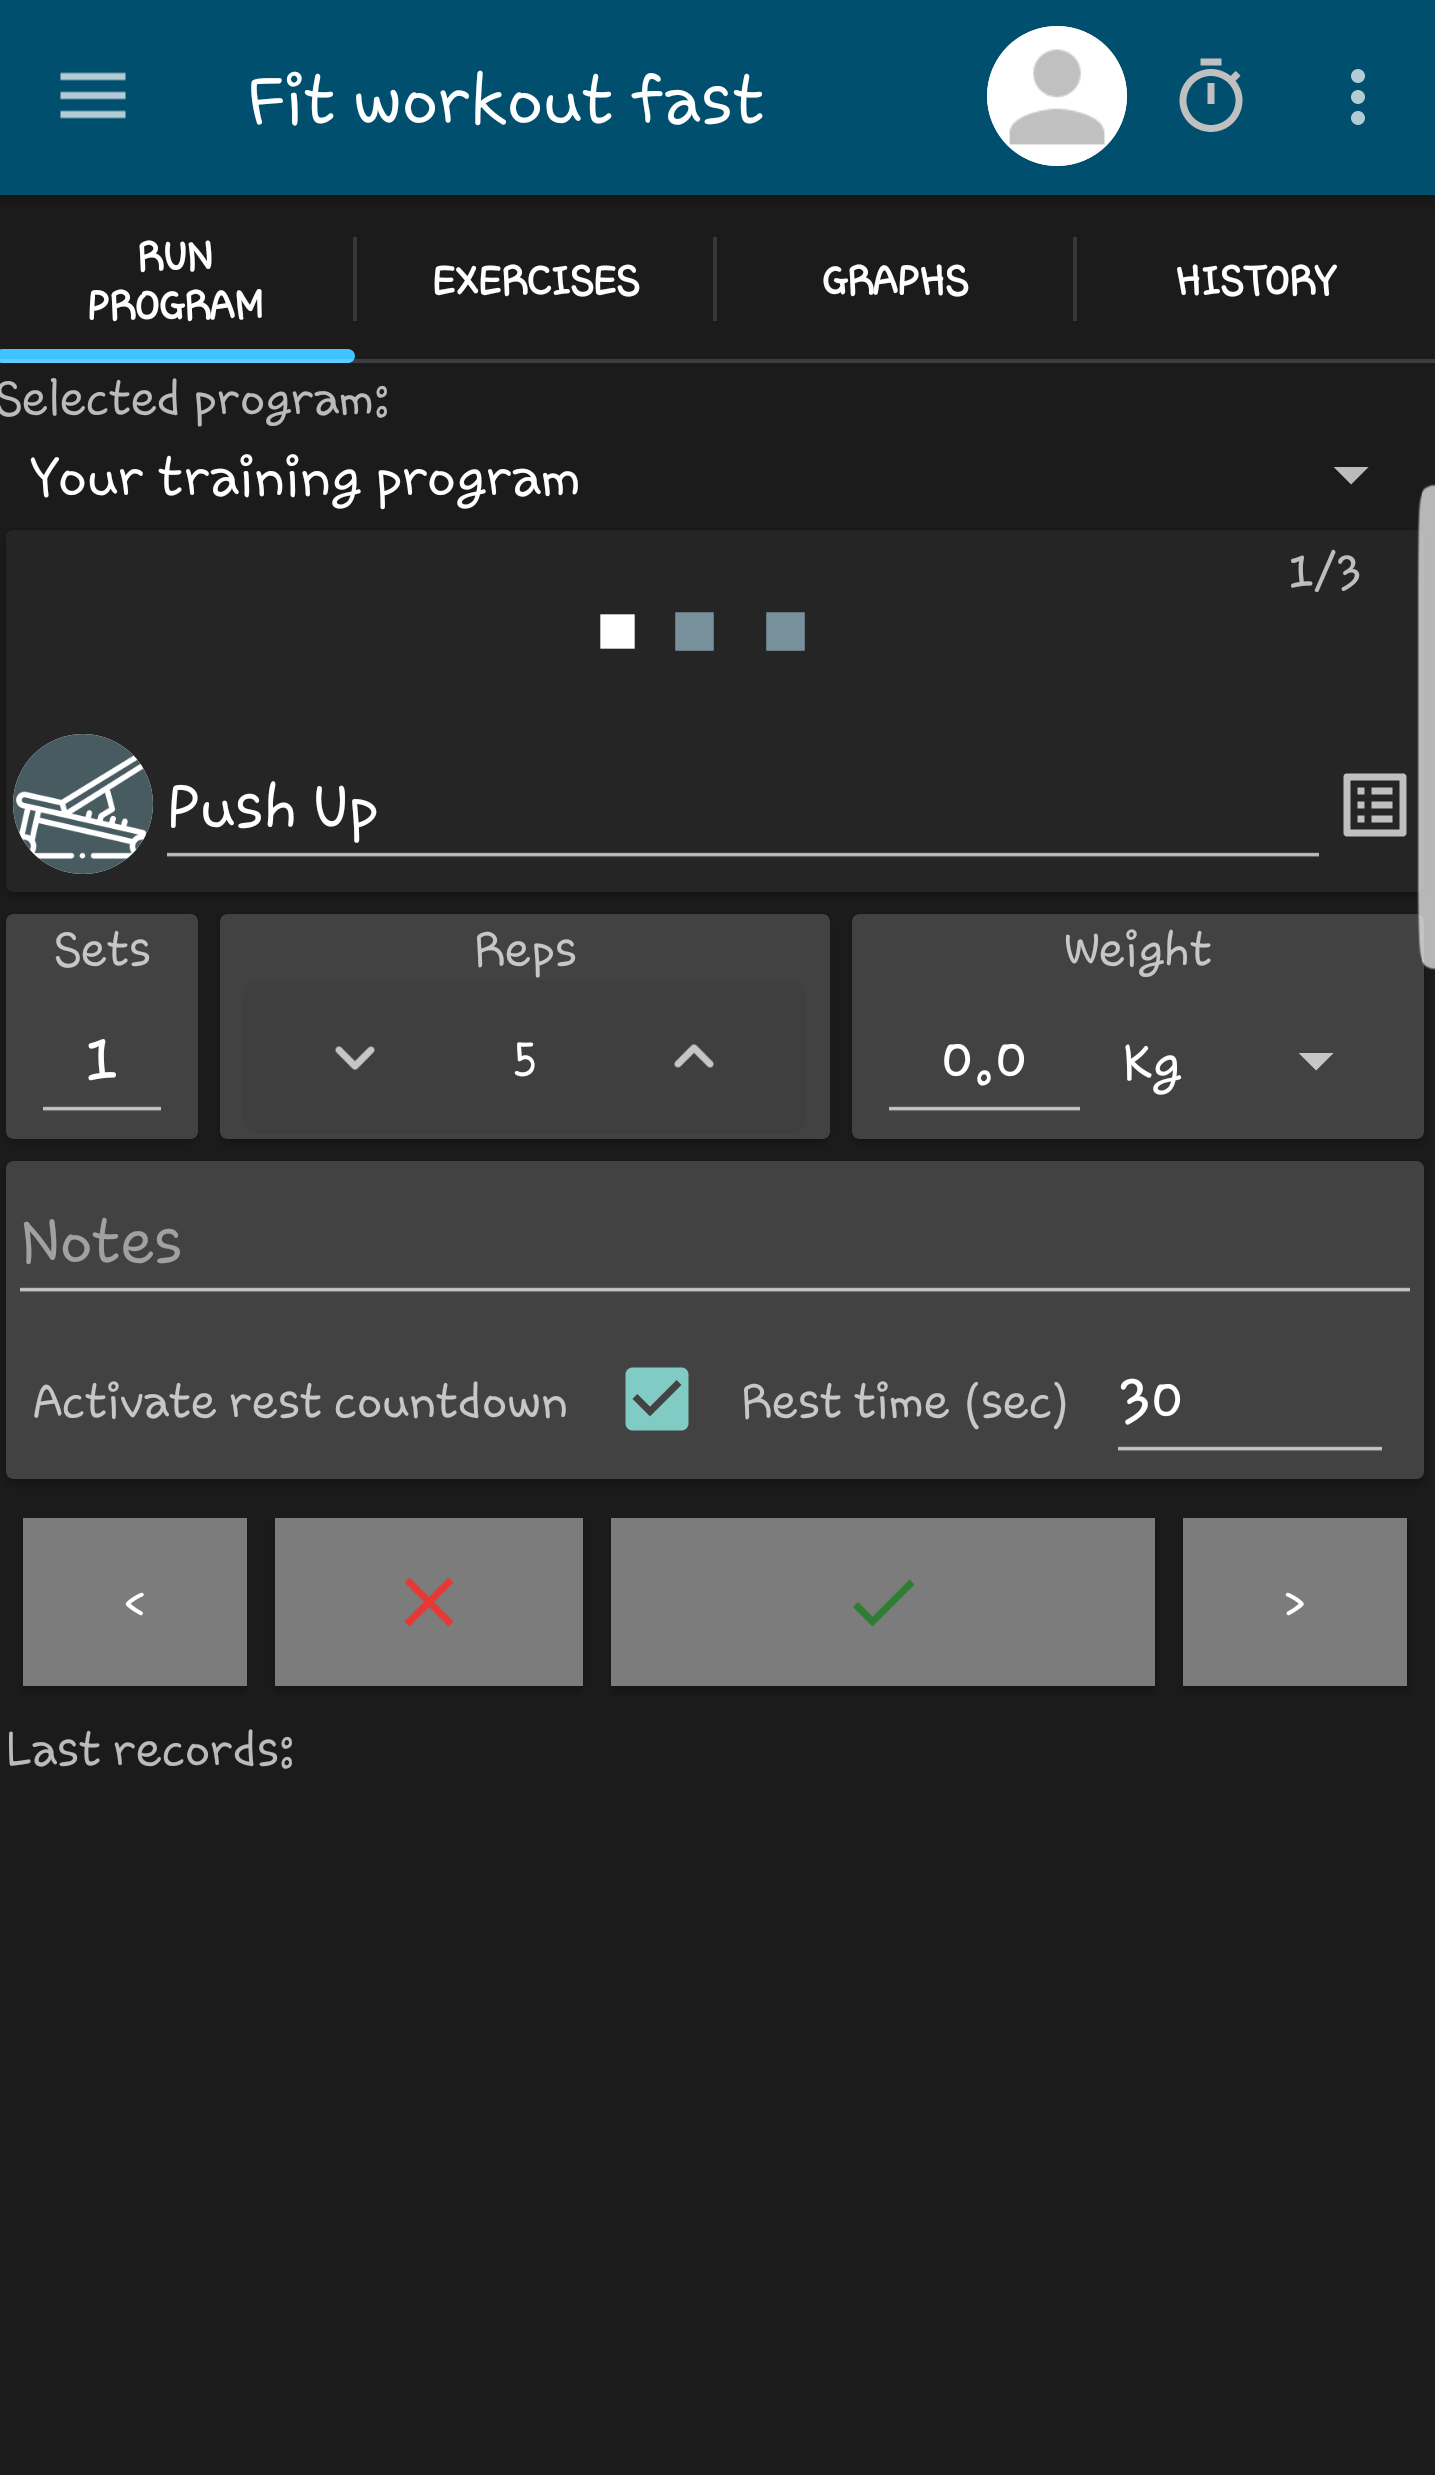 Fit workout fast
RUN
PROGRAM
EXERCISES
GRAPHS
HISTORY
Selected program:
Your training program
1/3
Push Up
Sets
Reps
Weight
1
5
0.0
Kg
Notes
Activate rest countdown
Rest time (sec)
30
<
>
Last records: